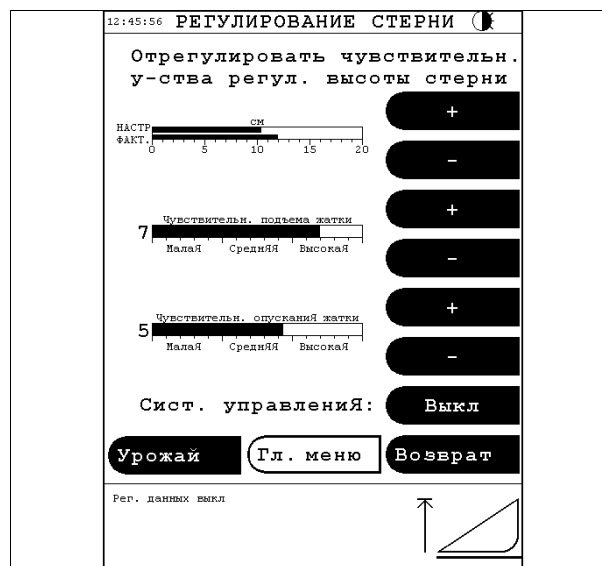 12:45:56 РЕГУЛИРОВАНИЕ СТЕРНИ
Отрегулировать чувствительн.
у-ства регул. высоты стерни
+
см
НАСТР.
ФАКТ.
0 5 10 15 20
-
+
Чувствительн. подъема жатки
7
МалаЯ СреднЯЯ ВысокаЯ
-
+
Чувствительн. опусканиЯ жатки
5
МалаЯ СреднЯЯ ВысокаЯ
-
Сист. управлениЯ: Выкл
Урожай Гл. меню Возврат
Рег. данных выкл